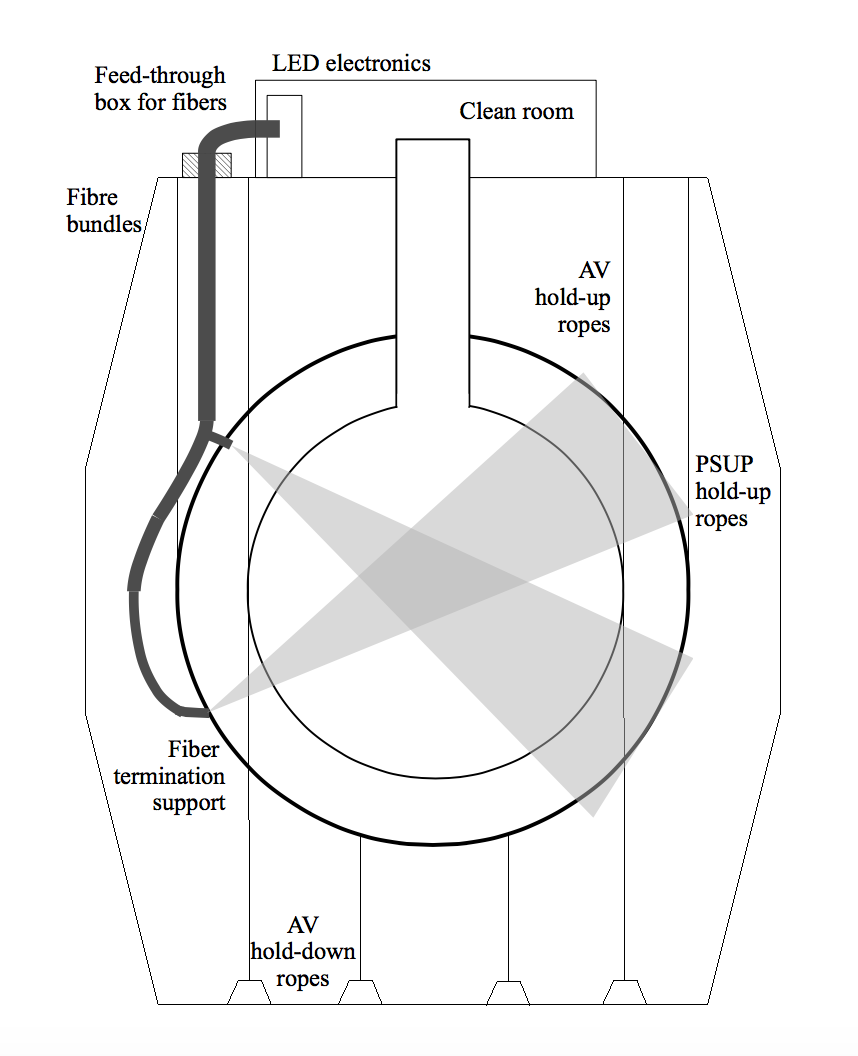 LED electronics
Feed-through
box for fibers
Clean room
Fibre
bundles
AV
hold-up
ropes
PSUP
hold-up
ropes
Fiber
termination
support
AV
hold-down
ropes